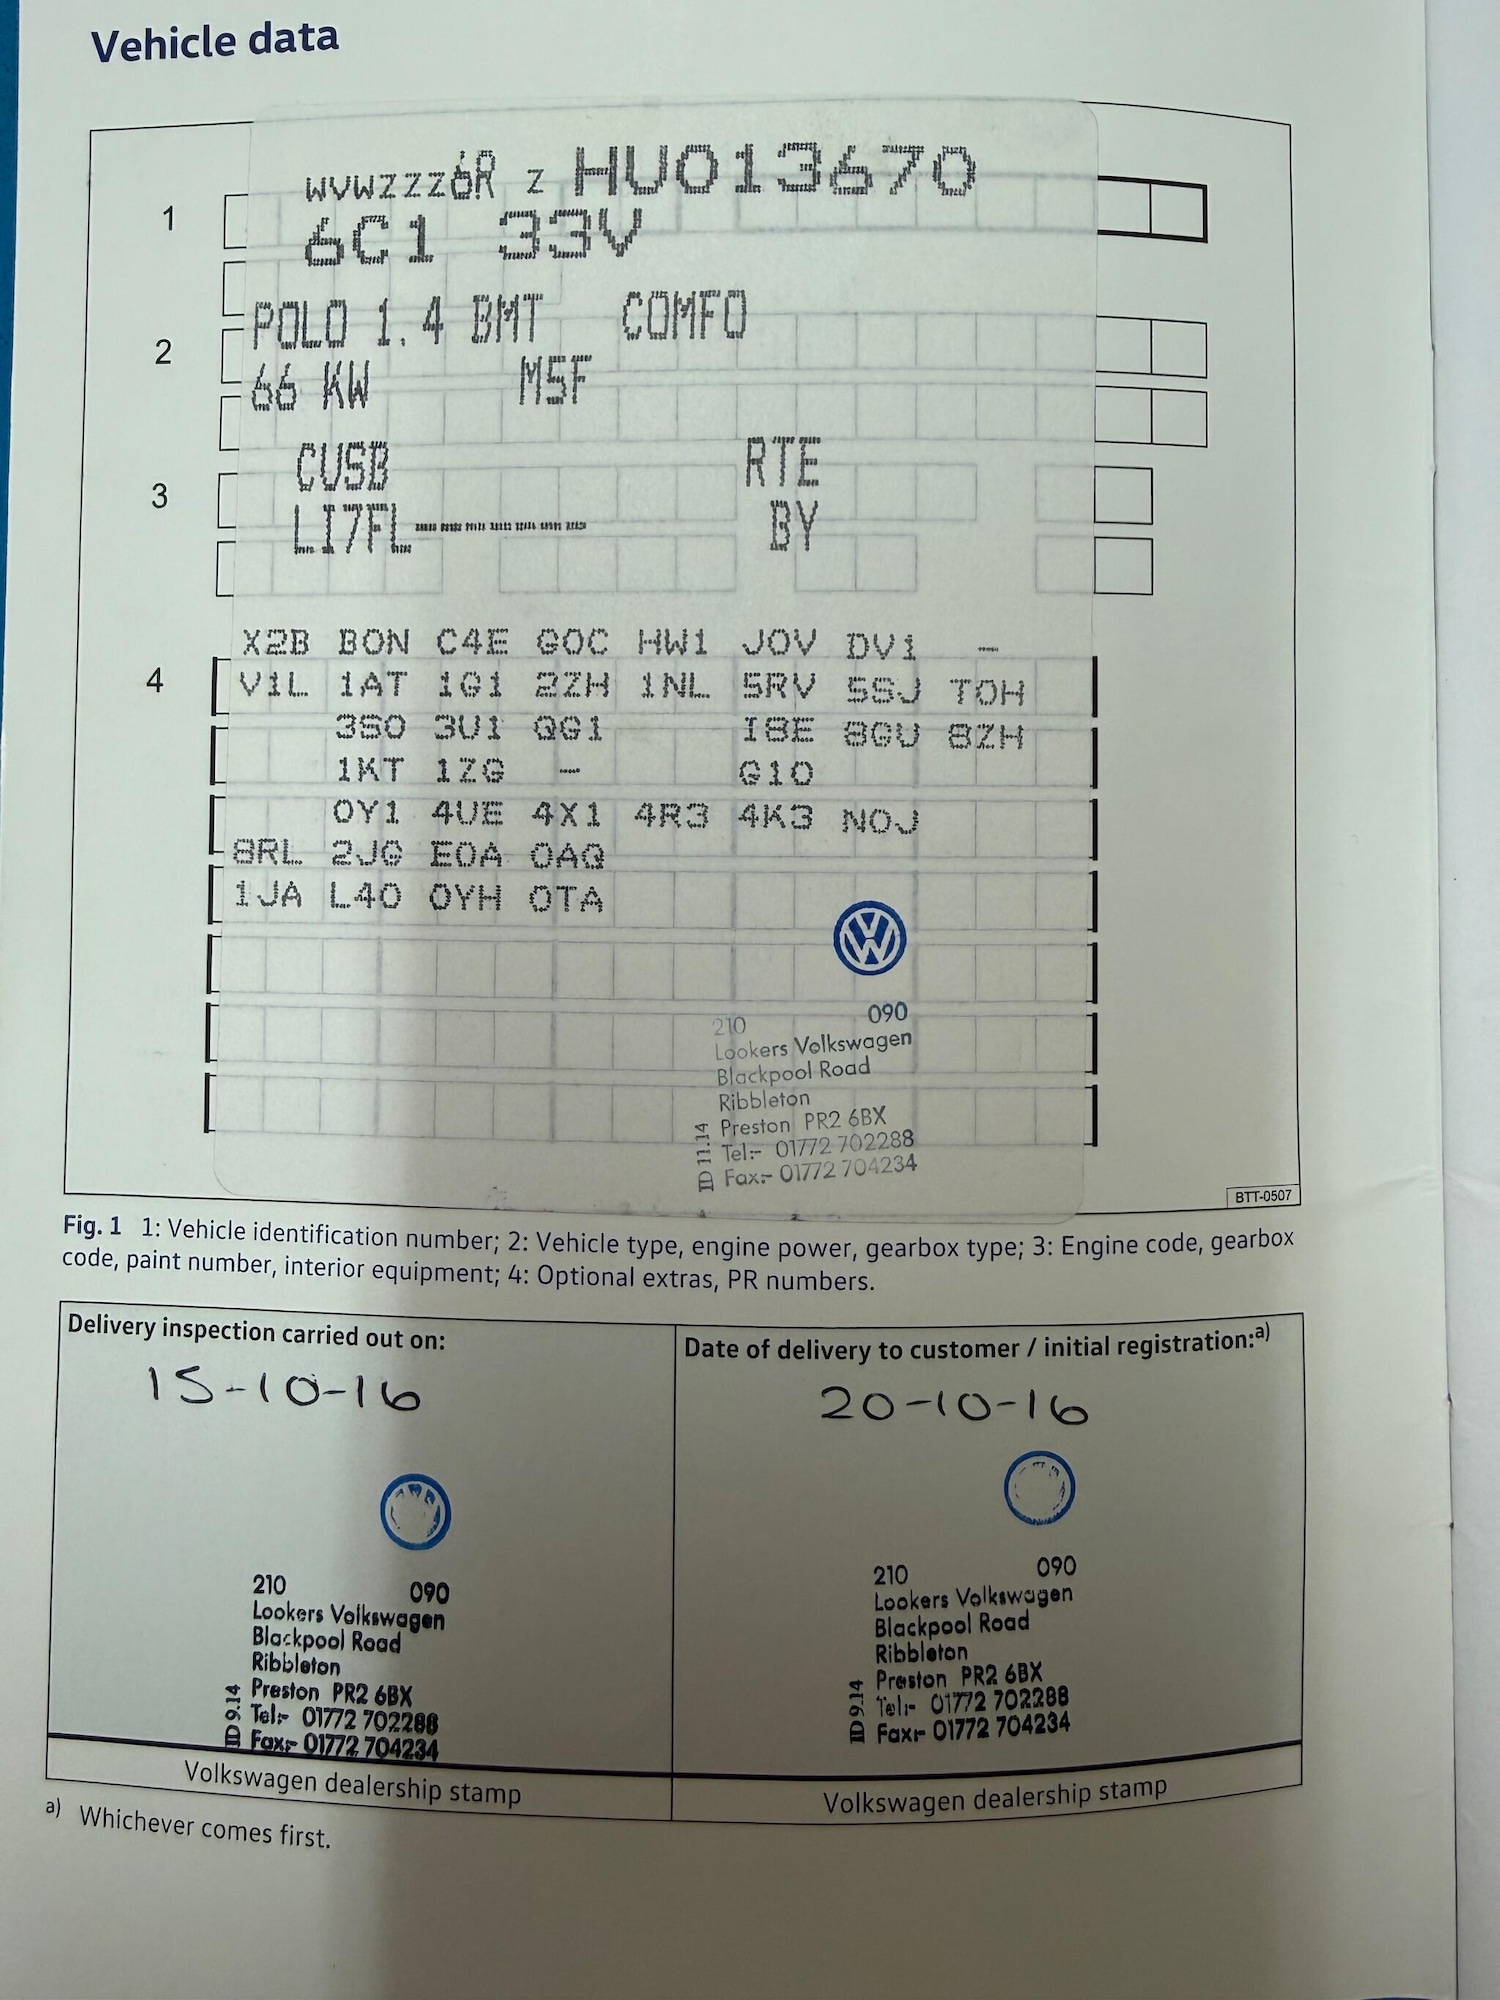 Vehicle data
WVWZZZ6R Z HU013670
1
6C1 33V
POLO 1.4 BMT COMFO
2
66 KW M5F
CUSB RTE
3
LI7FL BY
X2B B0N C4E G0C HW1 J0V DV1 -
4
V1L 1AT 1G1 2ZH 1NL 5RV 5SJ T0H
3S0 3U1 QG1 I8E 8GU 8ZH
1KT 1ZG - G10
0Y1 4UE 4X1 4R3 4K3 N0J
8RL 2JG E0A 0AQ
1JA L40 0YH 0TA
210 090
Lookers Volkswagen
Blackpool Road
Ribbleton
Preston PR2 6BX
Tel:- 01772 702288
Fax:- 01772 704234
ID 11.14
BTT-0507
Fig. 1 1: Vehicle identification number; 2: Vehicle type, engine power, gearbox type; 3: Engine code, gearbox
code, paint number, interior equipment; 4: Optional extras, PR numbers.
Delivery inspection carried out on:
15-10-16
210 090
Lookers Volkswagen
Blackpool Road
Ribbleton
Preston PR2 6BX
Tel:- 01772 702288
Fax:- 01772 704234
ID 9.14
Volkswagen dealership stamp
Date of delivery to customer / initial registration:a)
20-10-16
210 090
Lookers Volkswagen
Blackpool Road
Ribbleton
Preston PR2 6BX
Tel:- 01772 702288
Fax:- 01772 704234
ID 9.14
Volkswagen dealership stamp
a) Whichever comes first.